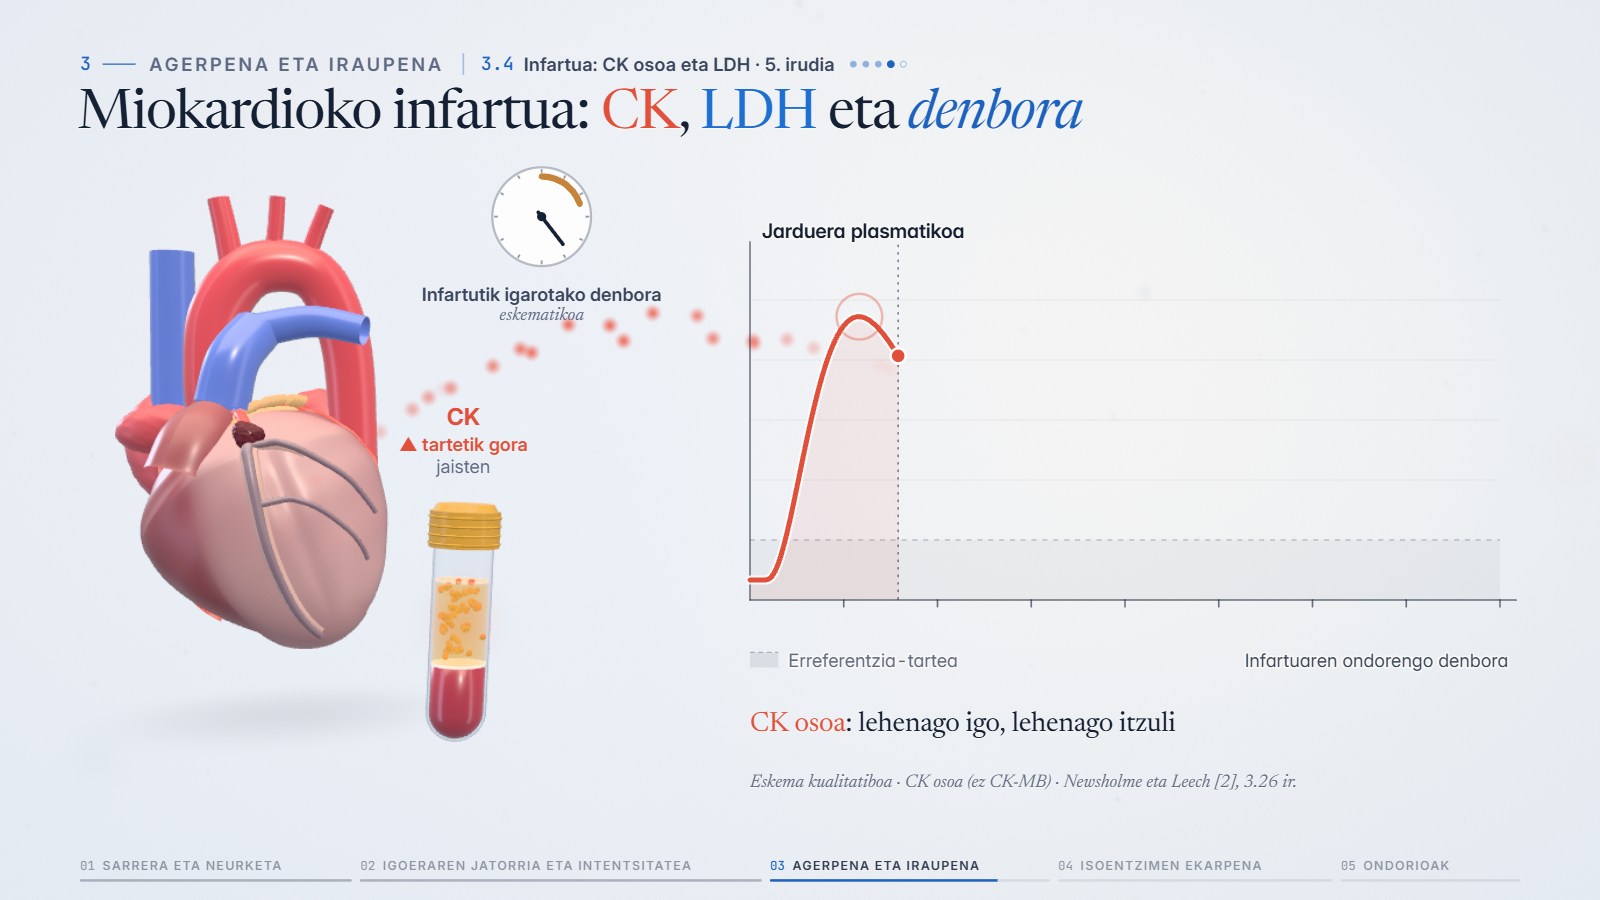 3 — AGERPENA ETA IRAUPENA | 3.4 Infartua: CK osoa eta LDH · 5. irudia
Miokardioko infartua: CK, LDH eta denbora
Infartutik igarotako denbora
eskematikoa
CK
▲ tartetik gora
jaisten
Jarduera plasmatikoa
Erreferentzia-tartea
Infartuaren ondorengo denbora
CK osoa: lehenago igo, lehenago itzuli
Eskema kualitatiboa · CK osoa (ez CK-MB) · Newsholme eta Leech [2], 3.26 ir.
01 SARRERA ETA NEURKETA
02 IGOERAREN JATORRIA ETA INTENTSITATEA
03 AGERPENA ETA IRAUPENA
04 ISOENTZIMEN EKARPENA
05 ONDORIOAK